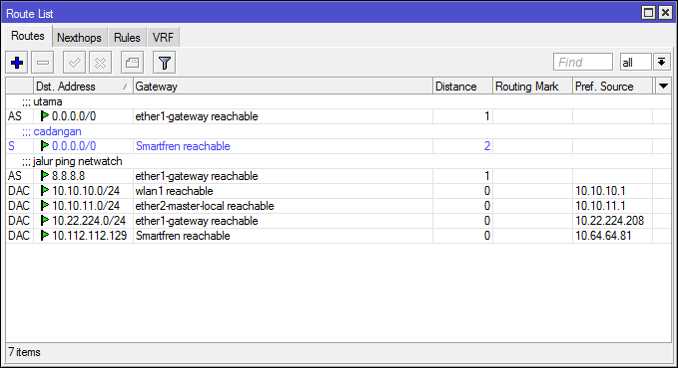 Route List
Routes Nexthops Rules VRF
Find all
Dst. Address Gateway Distance Routing Mark Pref. Source
;;; utama
AS 0.0.0.0/0 ether1-gateway reachable 1
;;; cadangan
S 0.0.0.0/0 Smartfren reachable 2
;;; jalur ping netwatch
AS 8.8.8.8 ether1-gateway reachable 1
DAC 10.10.10.0/24 wlan1 reachable 0 10.10.10.1
DAC 10.10.11.0/24 ether2-master-local reachable 0 10.10.11.1
DAC 10.22.224.0/24 ether1-gateway reachable 0 10.22.224.208
DAC 10.112.112.129 Smartfren reachable 0 10.64.64.81
7 items